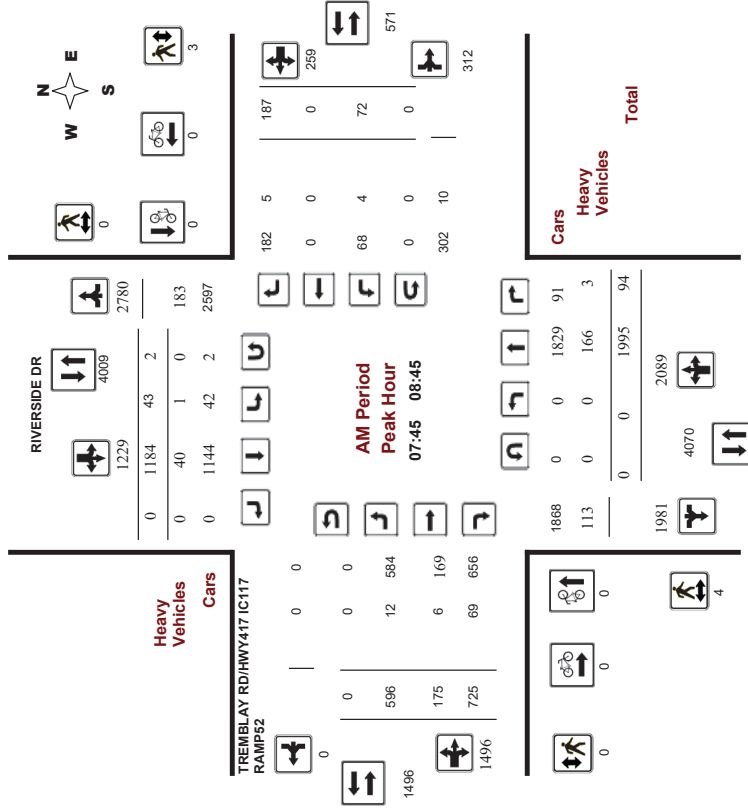 RIVERSIDE DR
N
W E
S
4009
1229
2780
0 1184 43 2
0 40 1 0 183
0 1144 42 2 2597
Heavy
Vehicles
Cars
0
0
0
3
TREMBLAY RD/HWY417 IC117
RAMP52
0
0 0
0 0 0
596 12 584
175 6 169
725 69 656
1496
1496
AM Period
Peak Hour
07:45 08:45
182 5 187
0 0 0
68 4 72
0 0 0
302 10
259
571
312
Cars
Heavy
Vehicles
Total
1868 0 0 1829 91
113 0 0 166 3
0 0 1995 94
1981
2089
4070
0
0
0
4